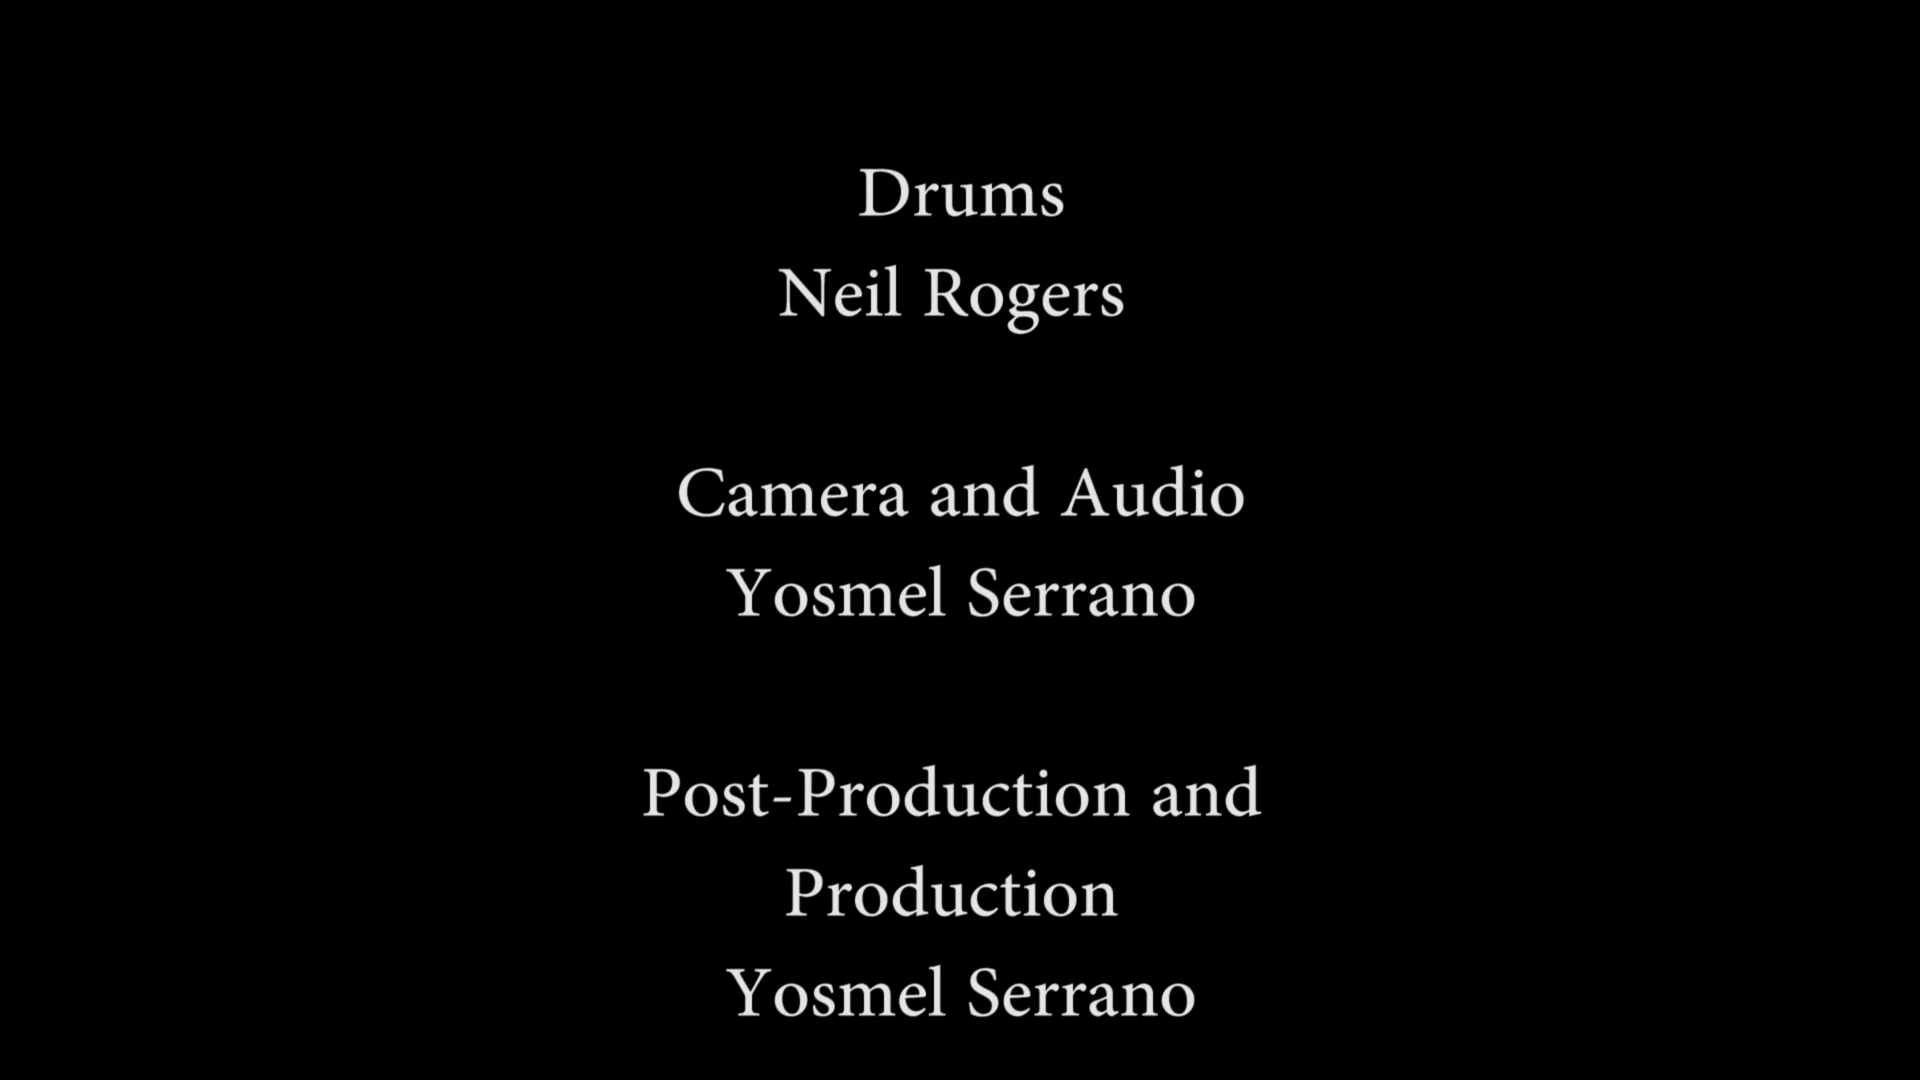 Drums
Neil Rogers
Camera and Audio
Yosmel Serrano
Post-Production and
Production
Yosmel Serrano